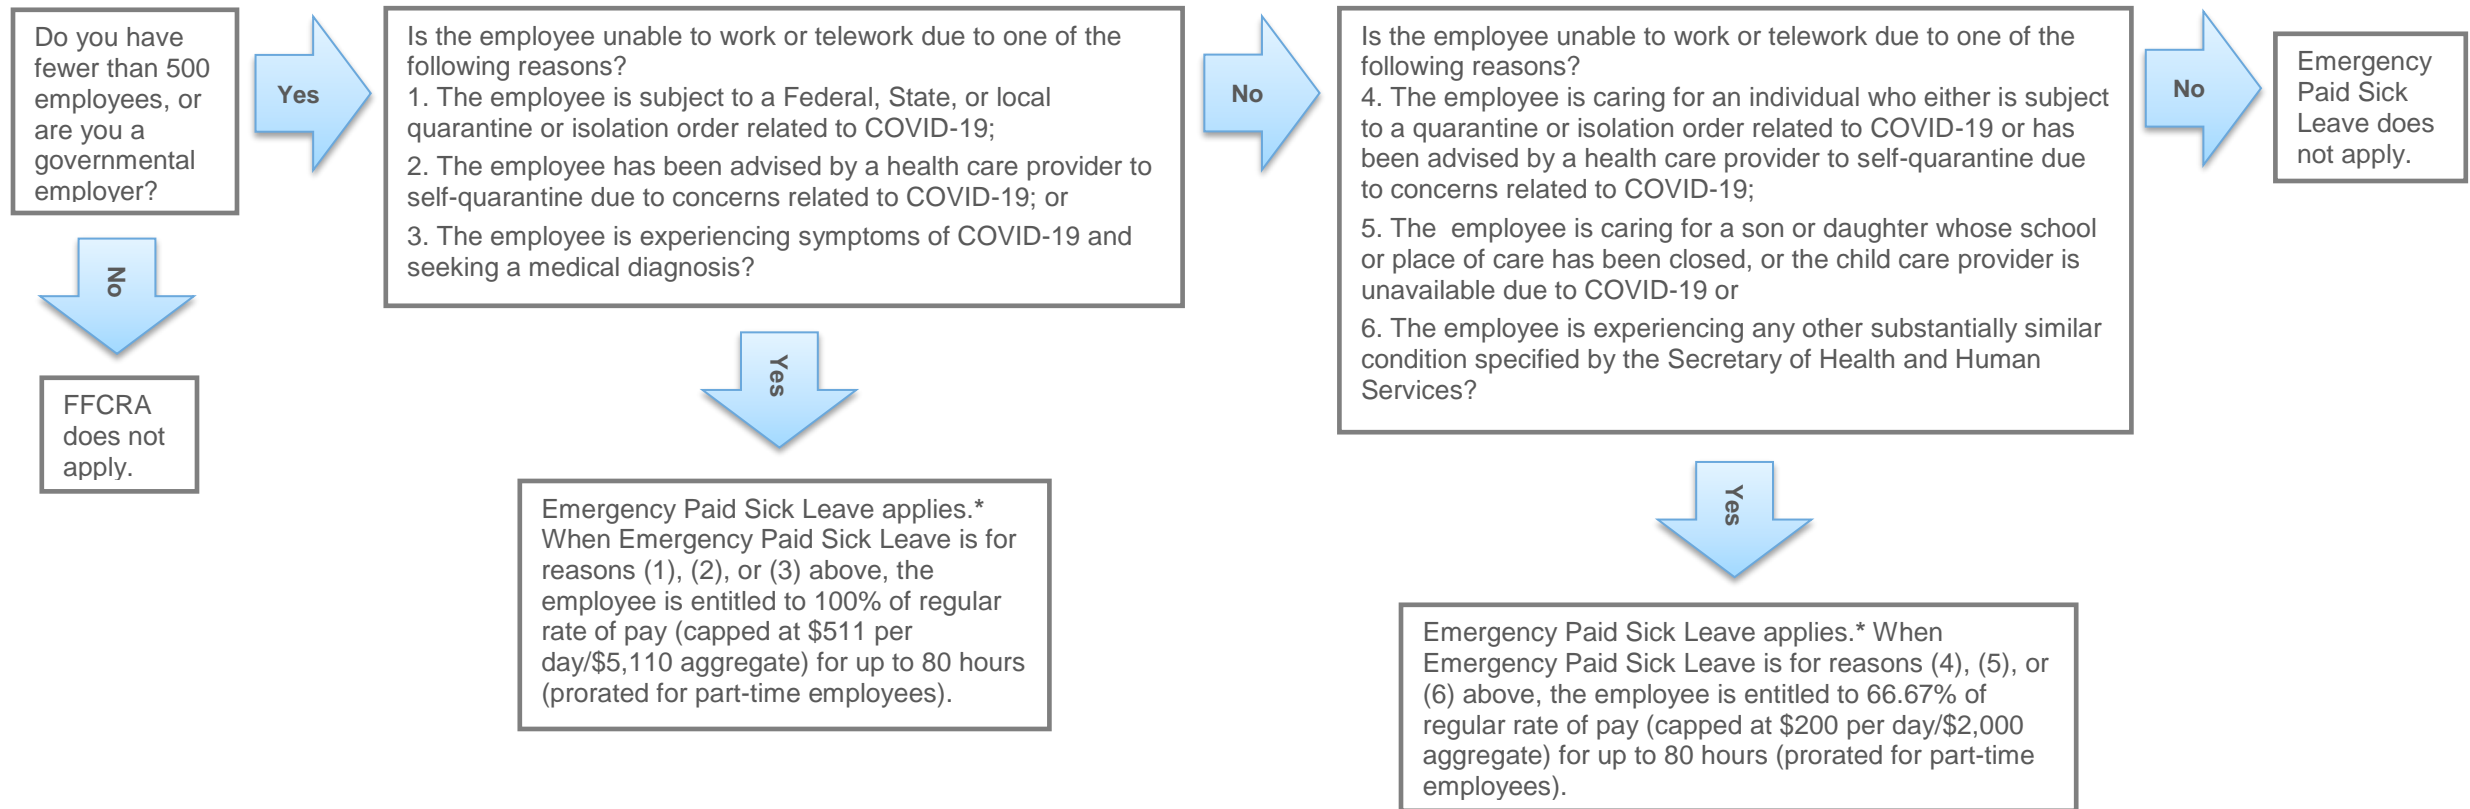 Do you have
fewer than 500
employees, or
are you a
governmental
employer?
Yes
No
FFCRA
does not
apply.
Is the employee unable to work or telework due to one of the
following reasons?
1. The employee is subject to a Federal, State, or local
quarantine or isolation order related to COVID-19;
2. The employee has been advised by a health care provider to
self-quarantine due to concerns related to COVID-19; or
3. The employee is experiencing symptoms of COVID-19 and
seeking a medical diagnosis?
Yes
Emergency Paid Sick Leave applies.*
When Emergency Paid Sick Leave is for
reasons (1), (2), or (3) above, the
employee is entitled to 100% of regular
rate of pay (capped at $511 per
day/$5,110 aggregate) for up to 80 hours
(prorated for part-time employees).
No
Is the employee unable to work or telework due to one of the
following reasons?
4. The employee is caring for an individual who either is subject
to a quarantine or isolation order related to COVID-19 or has
been advised by a health care provider to self-quarantine due
to concerns related to COVID-19;
5. The  employee is caring for a son or daughter whose school
or place of care has been closed, or the child care provider is
unavailable due to COVID-19 or
6. The employee is experiencing any other substantially similar
condition specified by the Secretary of Health and Human
Services?
Yes
Emergency Paid Sick Leave applies.* When
Emergency Paid Sick Leave is for reasons (4), (5), or
(6) above, the employee is entitled to 66.67% of
regular rate of pay (capped at $200 per day/$2,000
aggregate) for up to 80 hours (prorated for part-time
employees).
No
Emergency
Paid Sick
Leave does
not apply.